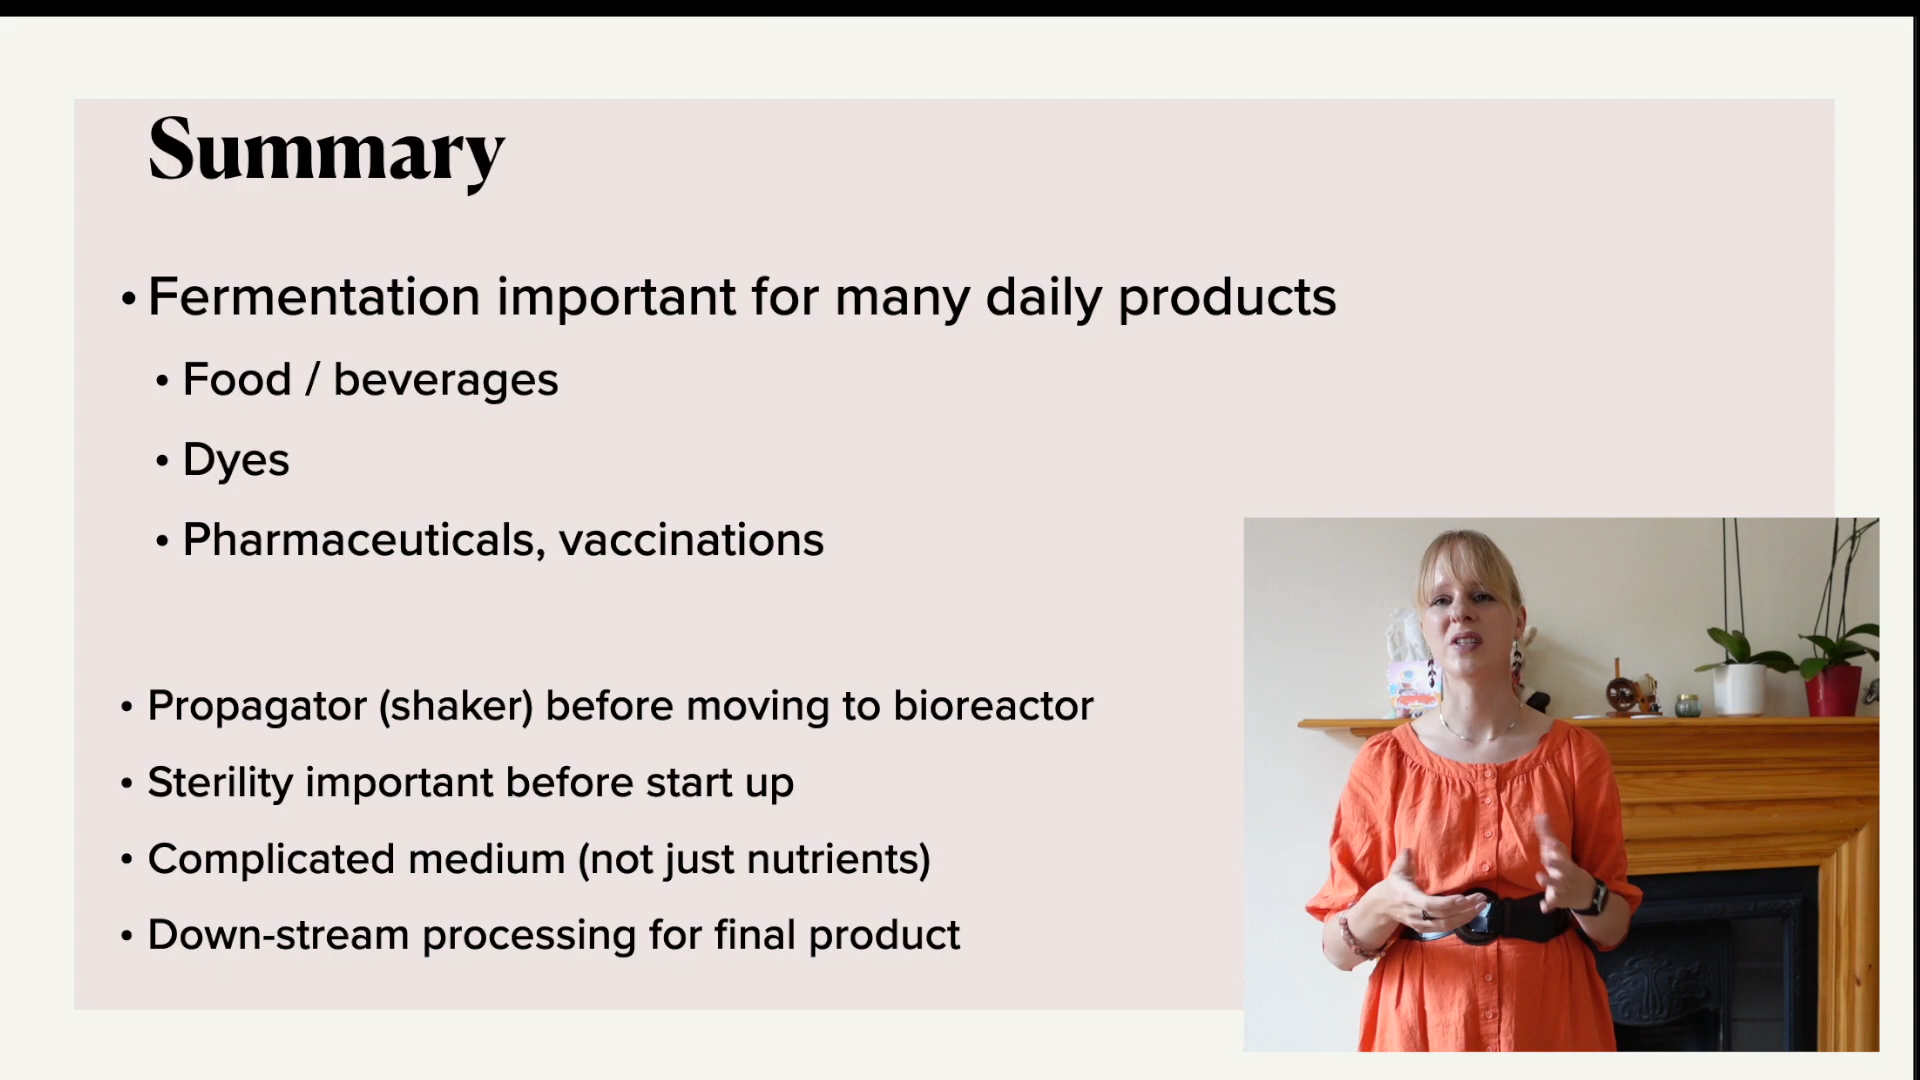 Summary
• Fermentation important for many daily products
• Food / beverages
• Dyes
• Pharmaceuticals, vaccinations
• Propagator (shaker) before moving to bioreactor
• Sterility important before start up
• Complicated medium (not just nutrients)
• Down-stream processing for final product